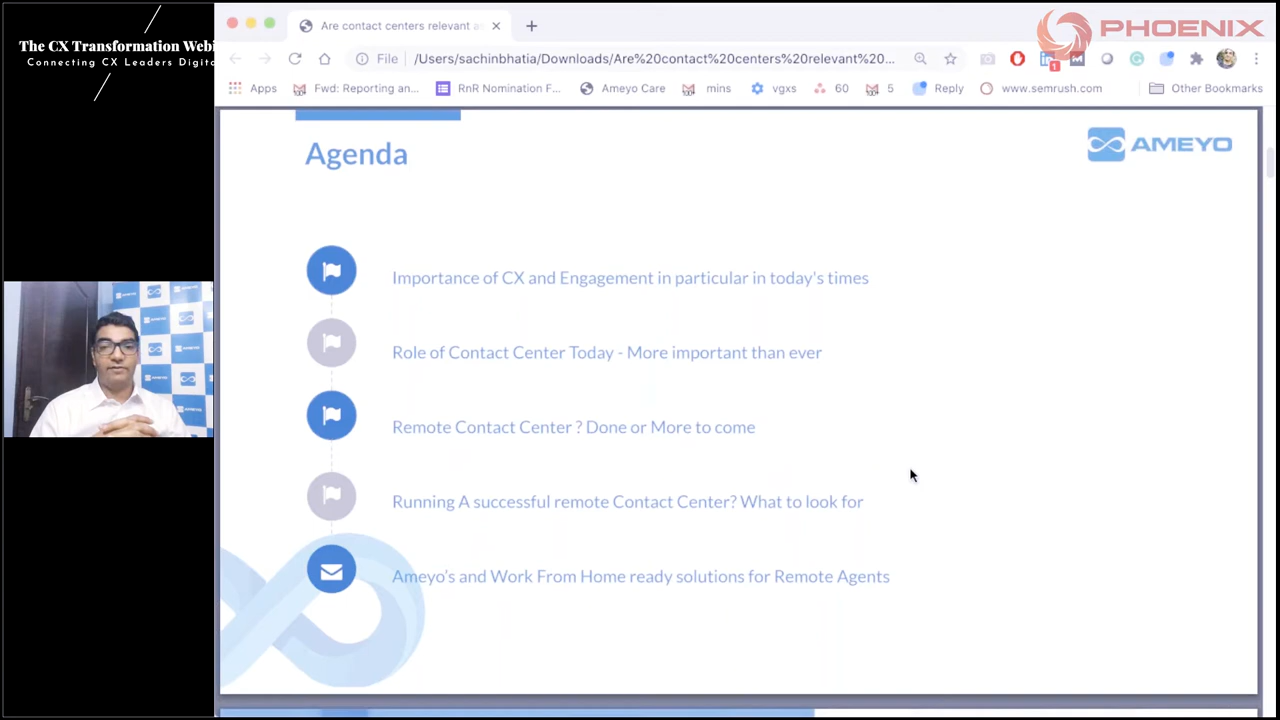 The CX Transformation Webi
Connecting CX Leaders Digita
Are contact centers relevant a
PHOENIX
File
/Users/sachinbhatia/Downloads/Are%20contact%20centers%20relevant%20...
1
Apps
Fwd: Reporting an...
RnR Nomination F...
Ameyo Care
mins
vgxs
60
5
Reply
www.semrush.com
Other Bookmarks
Agenda
AMEYO
Importance of CX and Engagement in particular in today's times
Role of Contact Center Today - More important than ever
Remote Contact Center ? Done or More to come
Running A successful remote Contact Center? What to look for
Ameyo's and Work From Home ready solutions for Remote Agents